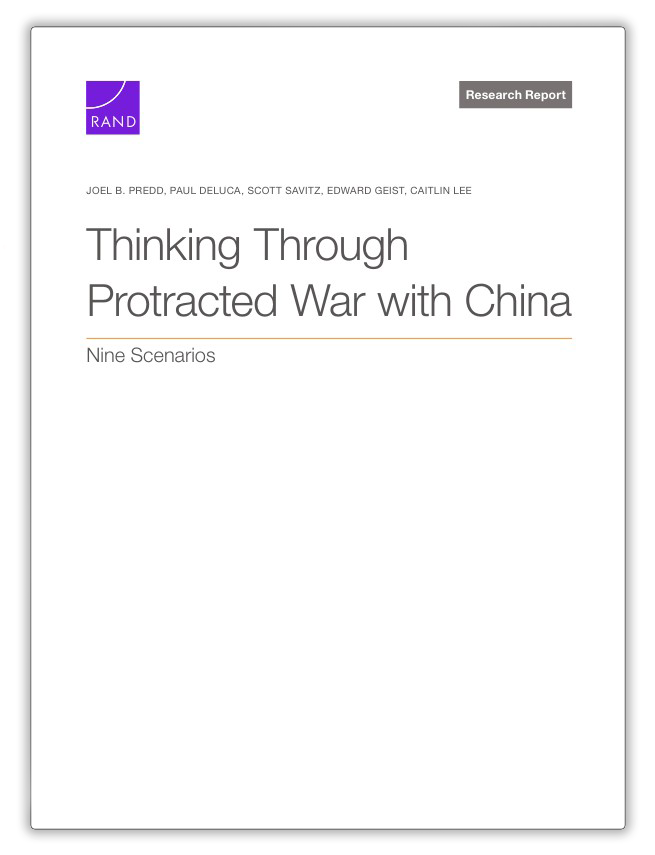 RAND
Research Report
JOEL B. PREDD, PAUL DELUCA, SCOTT SAVITZ, EDWARD GEIST, CAITLIN LEE
Thinking Through
Protracted War with China
Nine Scenarios